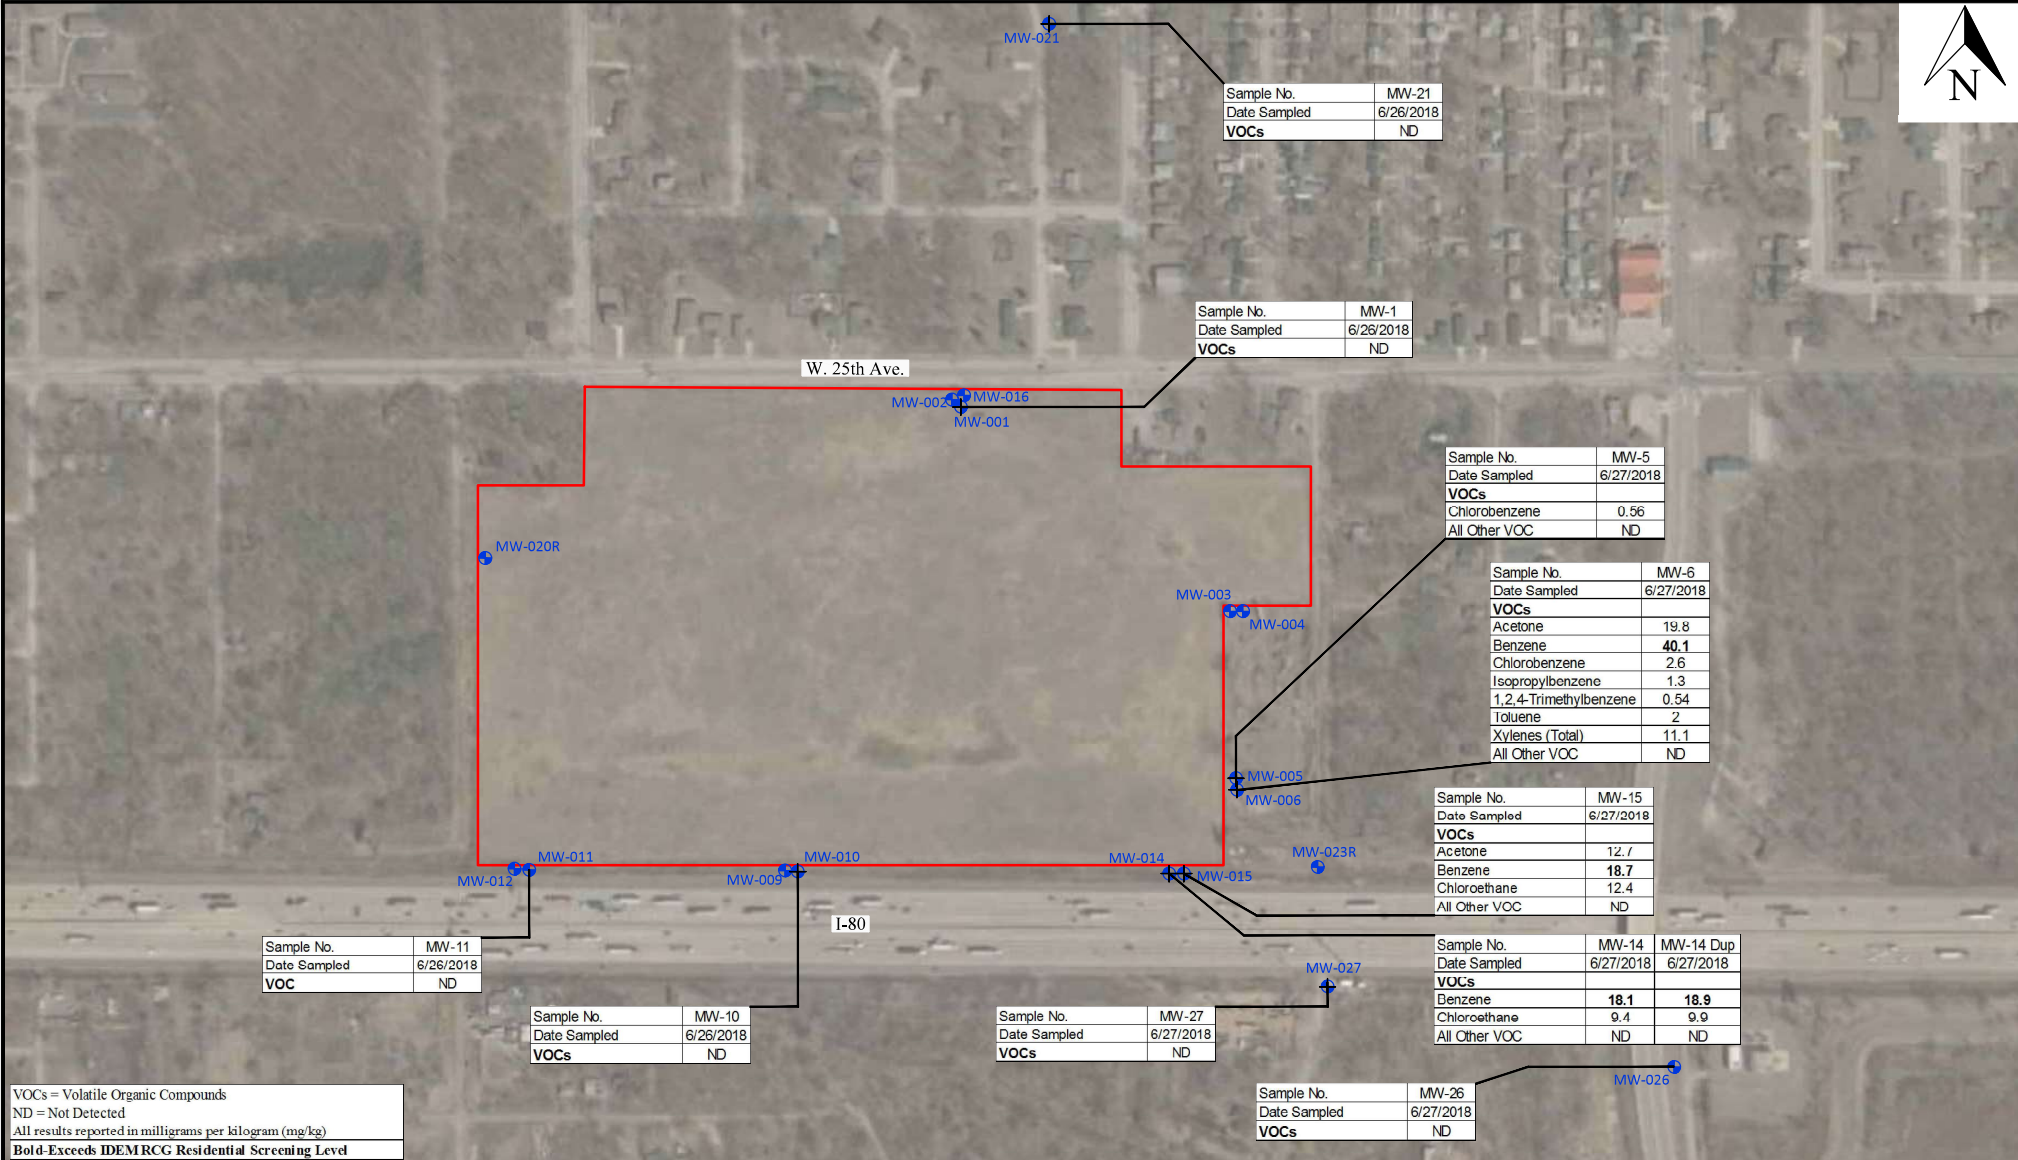 MW-021
N
Sample No. MW-21
Date Sampled 6/26/2018
VOCs ND
Sample No. MW-1
Date Sampled 6/26/2018
VOCs ND
W. 25th Ave.
MW-002
MW-016
MW-001
Sample No. MW-5
Date Sampled 6/27/2018
VOCs
Chlorobenzene 0.56
All Other VOC ND
MW-020R
MW-003
MW-004
Sample No. MW-6
Date Sampled 6/27/2018
VOCs
Acetone 19.8
Benzene 40.1
Chlorobenzene 2.6
Isopropylbenzene 1.3
1,2,4-Trimethylbenzene 0.54
Toluene 2
Xylenes (Total) 11.1
All Other VOC ND
MW-005
MW-006
Sample No. MW-15
Date Sampled 6/27/2018
VOCs
Acetone 12.7
Benzene 18.7
Chloroethane 12.4
All Other VOC ND
MW-011
MW-012
MW-010
MW-009
MW-014
MW-015
MW-023R
I-80
Sample No. MW-11
Date Sampled 6/26/2018
VOC ND
Sample No. MW-14 MW-14 Dup
Date Sampled 6/27/2018 6/27/2018
VOCs
Benzene 18.1 18.9
Chloroethane 9.4 9.9
All Other VOC ND ND
MW-027
Sample No. MW-10
Date Sampled 6/26/2018
VOCs ND
Sample No. MW-27
Date Sampled 6/27/2018
VOCs ND
MW-026
Sample No. MW-26
Date Sampled 6/27/2018
VOCs ND
VOCs = Volatile Organic Compounds
ND = Not Detected
All results reported in milligrams per kilogram (mg/kg)
Bold-Exceeds IDEM RCG Residential Screening Level